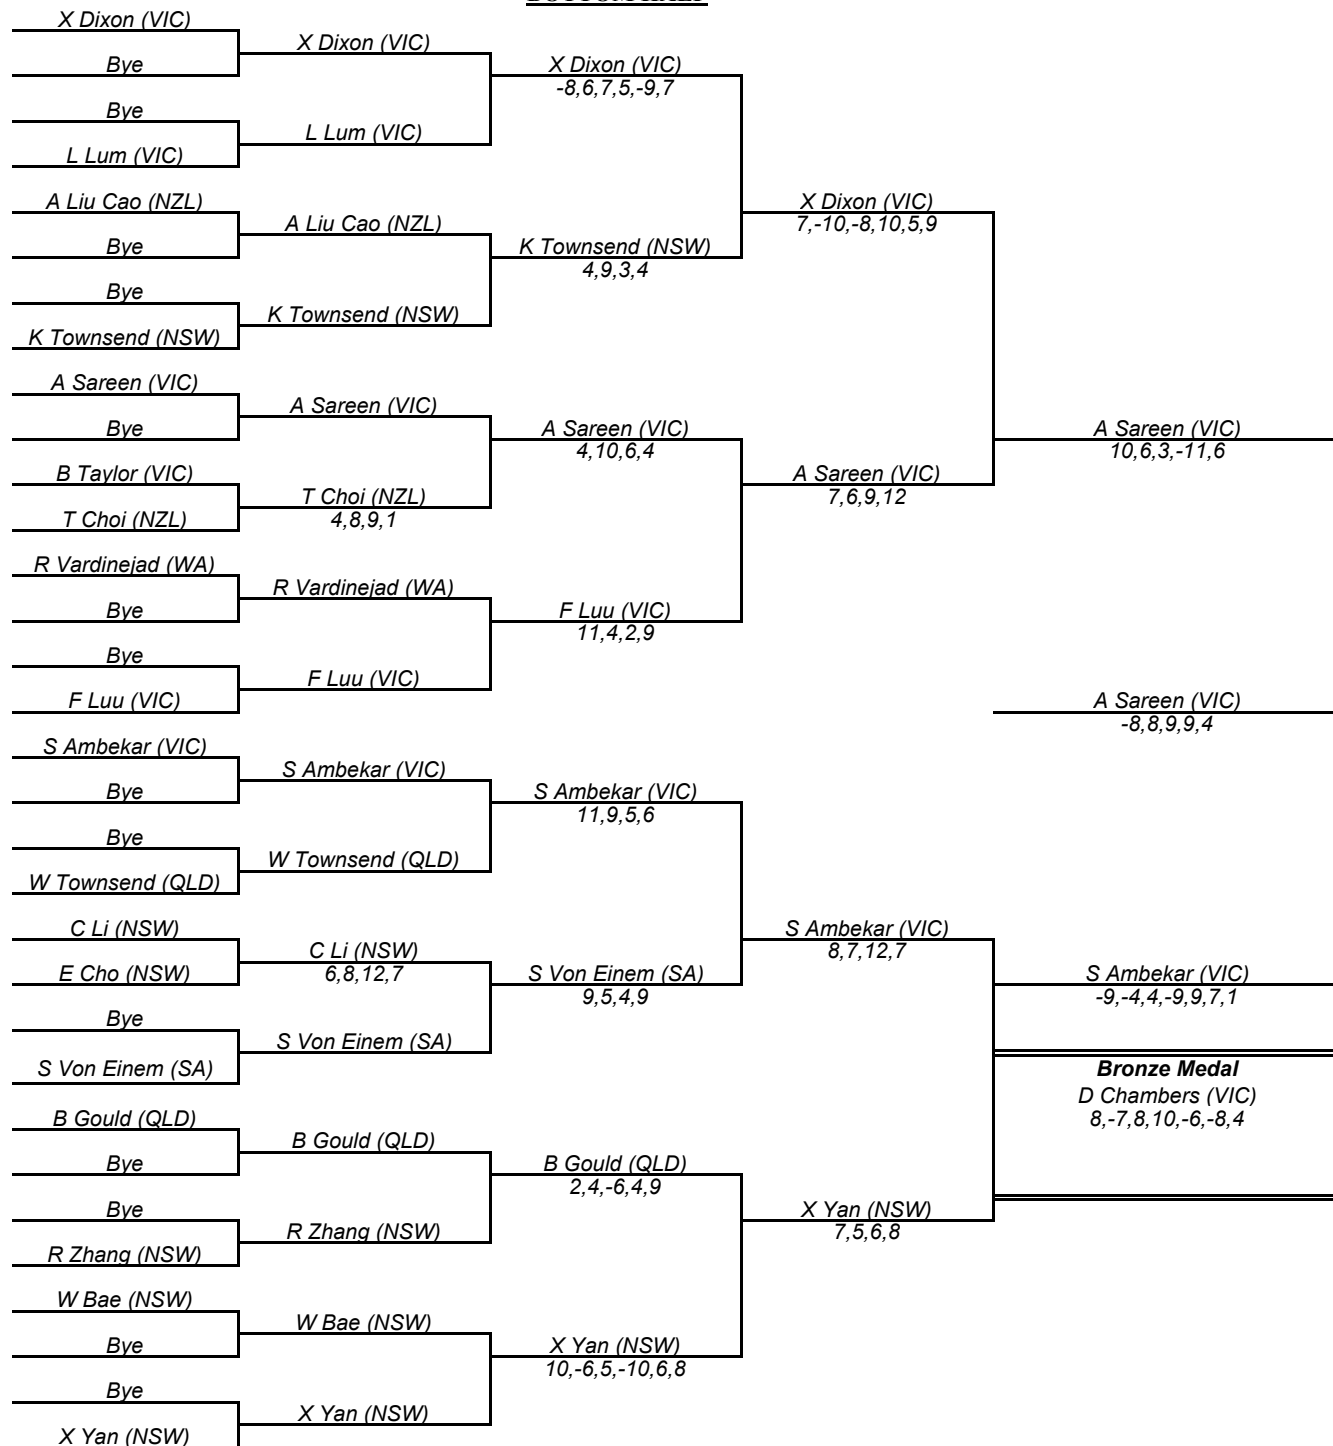 BOTTOM HALF
X Dixon (VIC)
Bye
Bye
L Lum (VIC)
A Liu Cao (NZL)
Bye
Bye
K Townsend (NSW)
A Sareen (VIC)
Bye
B Taylor (VIC)
T Choi (NZL)
R Vardinejad (WA)
Bye
Bye
F Luu (VIC)
S Ambekar (VIC)
Bye
Bye
W Townsend (QLD)
C Li (NSW)
E Cho (NSW)
Bye
S Von Einem (SA)
B Gould (QLD)
Bye
Bye
R Zhang (NSW)
W Bae (NSW)
Bye
Bye
X Yan (NSW)
X Dixon (VIC)
L Lum (VIC)
A Liu Cao (NZL)
K Townsend (NSW)
A Sareen (VIC)
T Choi (NZL)
4,8,9,1
R Vardinejad (WA)
F Luu (VIC)
S Ambekar (VIC)
W Townsend (QLD)
C Li (NSW)
6,8,12,7
S Von Einem (SA)
B Gould (QLD)
R Zhang (NSW)
W Bae (NSW)
X Yan (NSW)
X Dixon (VIC)
-8,6,7,5,-9,7
K Townsend (NSW)
4,9,3,4
A Sareen (VIC)
4,10,6,4
F Luu (VIC)
11,4,2,9
S Ambekar (VIC)
11,9,5,6
S Von Einem (SA)
9,5,4,9
B Gould (QLD)
2,4,-6,4,9
X Yan (NSW)
10,-6,5,-10,6,8
X Dixon (VIC)
7,-10,-8,10,5,9
A Sareen (VIC)
7,6,9,12
S Ambekar (VIC)
8,7,12,7
X Yan (NSW)
7,5,6,8
A Sareen (VIC)
10,6,3,-11,6
A Sareen (VIC)
-8,8,9,9,4
S Ambekar (VIC)
-9,-4,4,-9,9,7,1
Bronze Medal
D Chambers (VIC)
8,-7,8,10,-6,-8,4